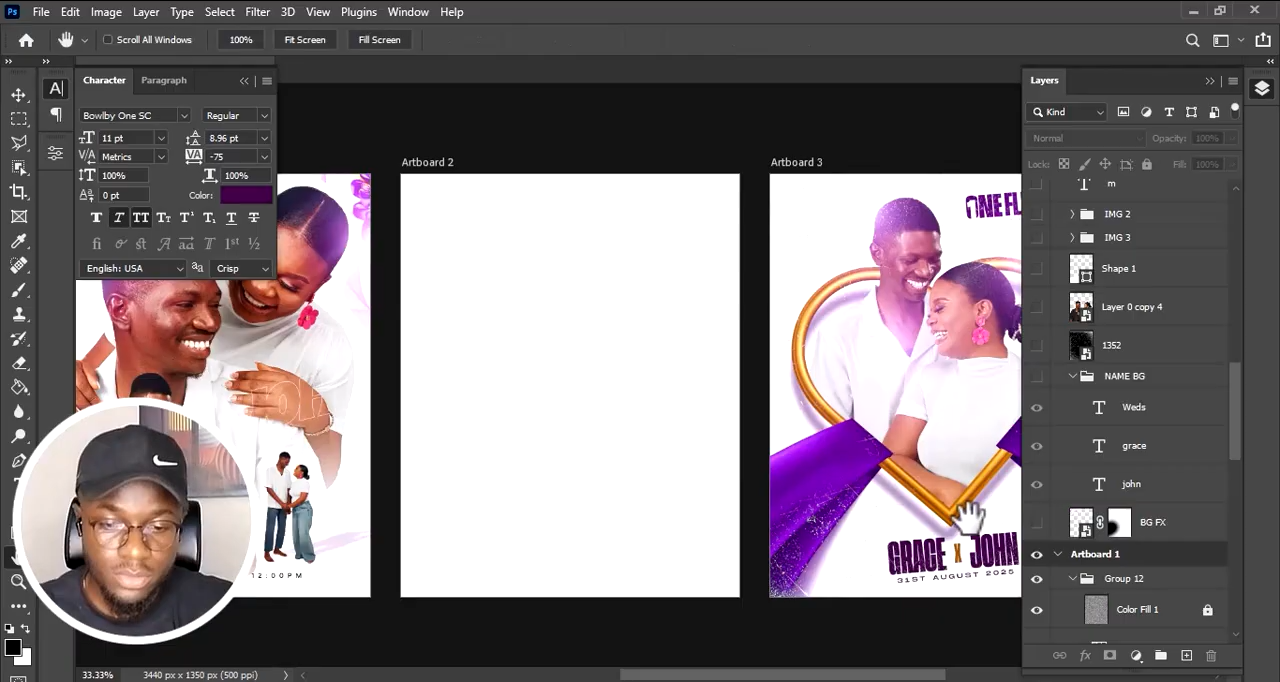 Ps File Edit Image Layer Type Select Filter 3D View Plugins Window Help
Scroll All Windows 100% Fit Screen Fill Screen
Character Paragraph
Bowlby One SC Regular
11 pt 8.96 pt
Metrics -75
100% 100%
0 pt Color:
English: USA Crisp
12:00PM
Artboard 2
Artboard 3
ONE FL
GRACE X JOHN
31ST AUGUST 2025
Layers
Kind
Normal Opacity: 100%
Lock: Fill: 100%
m
IMG 2
IMG 3
Shape 1
Layer 0 copy 4
1352
NAME BG
Weds
grace
john
BG FX
Artboard 1
Group 12
Color Fill 1
33.33% 3440 px x 1350 px (500 ppi)